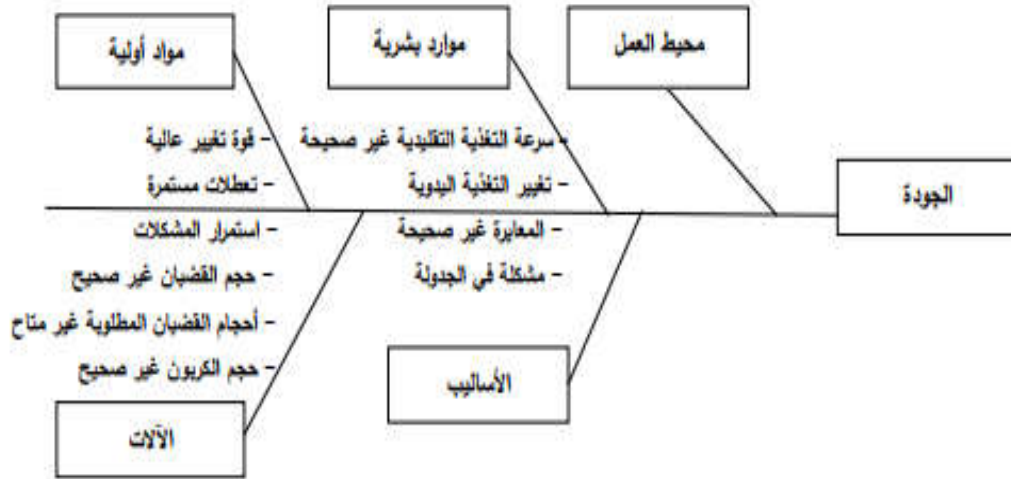 محيط العمل
موارد بشرية
مواد أولية
- سرعة التغذية التقليدية غير صحيحة
- تغيير التغذية اليدوية
- المعايرة غير صحيحة
- مشكلة في الجدولة
- قوة تغيير عالية
- تعطلات مستمرة
- استمرار المشكلات
- حجم القضبان غير صحيح
- أحجام القضبان المطلوبة غير متاح
- حجم الكربون غير صحيح
الجودة
الأساليب
الآلات